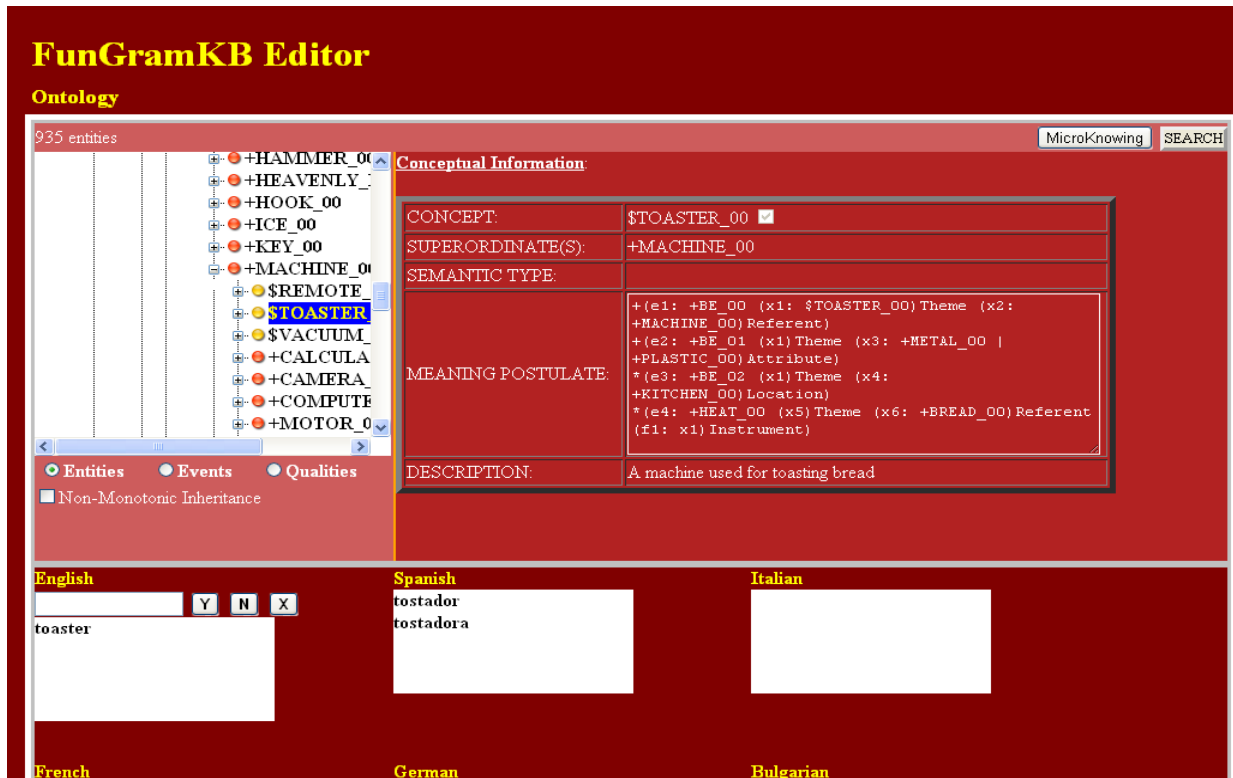 FunGramKB Editor
Ontology
935 entities
MicroKnowing
SEARCH
+HAMMER_0
+HEAVENLY_
+HOOK_00
+ICE_00
+KEY_00
+MACHINE_0
$REMOTE_
$TOASTER
$VACUUM_
+CALCULA
+CAMERA_
+COMPUTE
+MOTOR_0
Entities Events Qualities
Non-Monotonic Inheritance
Conceptual Information:
CONCEPT: $TOASTER_00
SUPERORDINATE(S): +MACHINE_00
SEMANTIC TYPE:
MEANING POSTULATE:
+(e1: +BE_00 (x1: $TOASTER_00)Theme (x2:
+MACHINE_00)Referent)
+(e2: +BE_01 (x1)Theme (x3: +METAL_00 |
+PLASTIC_00)Attribute)
*(e3: +BE_02 (x1)Theme (x4:
+KITCHEN_00)Location)
*(e4: +HEAT_00 (x5)Theme (x6: +BREAD_00)Referent
(f1: x1)Instrument)
DESCRIPTION: A machine used for toasting bread
English
Y N X
toaster
Spanish
tostador
tostadora
Italian
French
German
Bulgarian